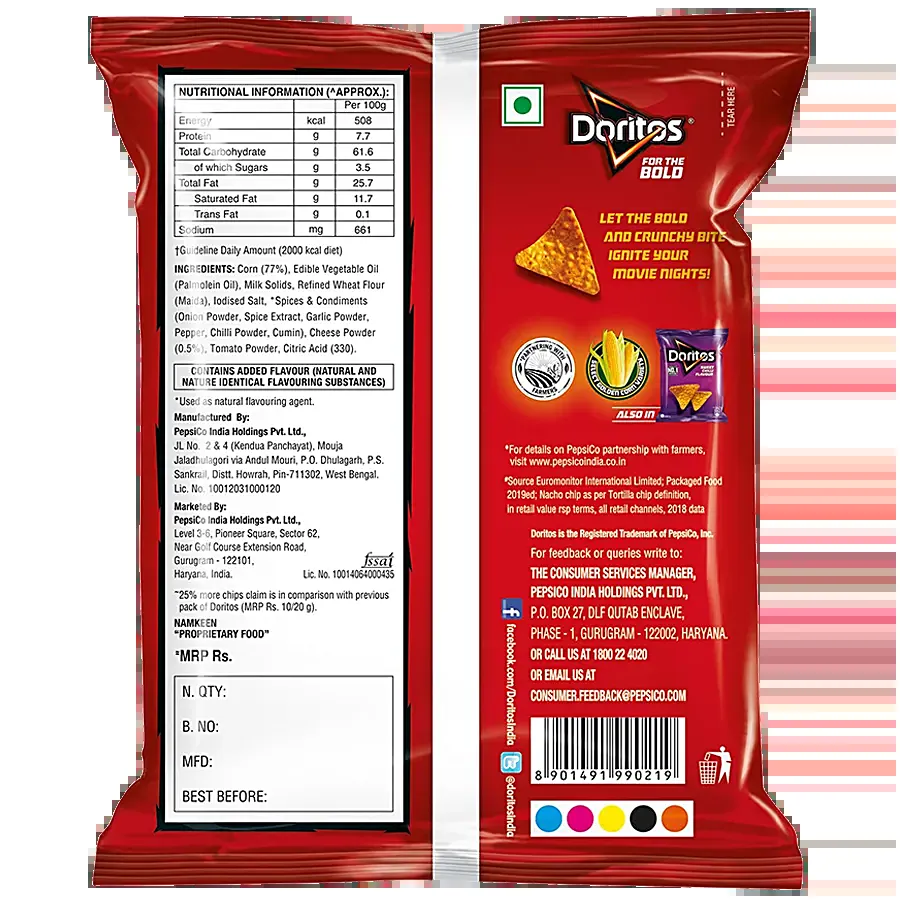 NUTRITIONAL INFORMATION (^APPROX.):
Per 100g
Energy kcal 508
Protein g 7.7
Total Carbohydrate g 61.6
of which Sugars g 3.5
Total Fat g 25.7
Saturated Fat g 11.7
Trans Fat g 0.1
Sodium mg 661
†Guideline Daily Amount (2000 kcal diet)
INGREDIENTS: Corn (77%), Edible Vegetable Oil
(Palmolein Oil), Milk Solids, Refined Wheat Flour
(Maida), Iodised Salt, *Spices & Condiments
(Onion Powder, Spice Extract, Garlic Powder,
Pepper, Chilli Powder, Cumin), Cheese Powder
(0.5%), Tomato Powder, Citric Acid (330).
CONTAINS ADDED FLAVOUR (NATURAL AND
NATURE IDENTICAL FLAVOURING SUBSTANCES)
*Used as natural flavouring agent.
Manufactured By:
PepsiCo India Holdings Pvt. Ltd.,
JL No. 2 & 4 (Kendua Panchayat), Mouja
Jaladhulagori via Andul Mouri, P.O. Dhulagarh, P.S.
Sankrail, Distt. Howrah, Pin-711302, West Bengal.
Lic. No. 10012031000120
Marketed By:
PepsiCo India Holdings Pvt. Ltd.,
Level 3-6, Pioneer Square, Sector 62,
Near Golf Course Extension Road,
Gurugram - 122101,
Haryana, India.
fssai
Lic. No. 10014064000435
~25% more chips claim is in comparison with previous
pack of Doritos (MRP Rs. 10/20 g).
NAMKEEN
"PROPRIETARY FOOD"
*MRP Rs.
N. QTY:
B. NO:
MFD:
BEST BEFORE:
TEAR HERE
Doritos®
FOR THE
BOLD
LET THE BOLD
AND CRUNCHY BITE
IGNITE YOUR
MOVIE NIGHTS!
*PARTNERING WITH
FARMERS
GOLDEN CORN
Doritos
NO.1
SWEET
CHILLI
FLAVOUR
ALSO IN
*For details on PepsiCo partnership with farmers,
visit www.pepsicoindia.co.in
#Source Euromonitor International Limited; Packaged Food
2019ed; Nacho chip as per Tortilla chip definition,
in retail value rsp terms, all retail channels, 2018 data
Doritos is the Registered Trademark of PepsiCo, Inc.
For feedback or queries write to:
THE CONSUMER SERVICES MANAGER,
PEPSICO INDIA HOLDINGS PVT. LTD.,
P.O. BOX 27, DLF QUTAB ENCLAVE,
PHASE - 1, GURUGRAM - 122002, HARYANA.
OR CALL US AT 1800 22 4020
OR EMAIL US AT
CONSUMER.FEEDBACK@PEPSICO.COM
facebook.com/DoritosIndia
@doritosindia
8 901491 990219